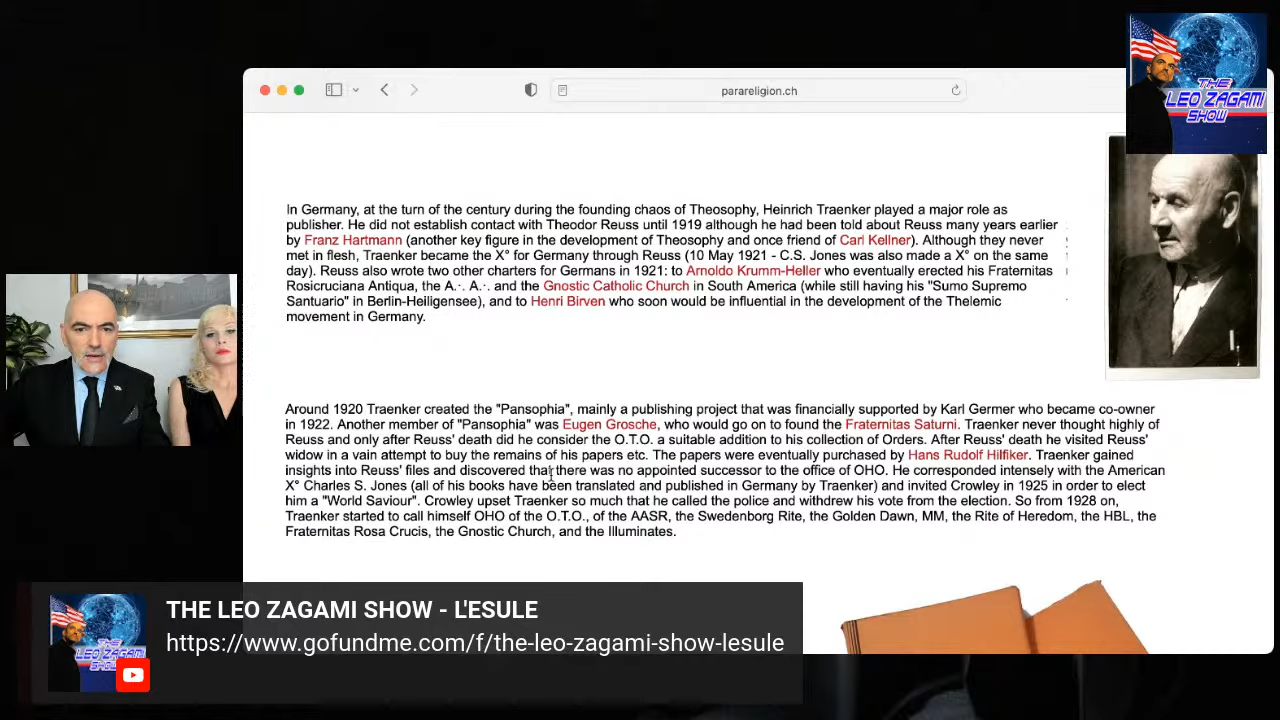 parareligion.ch
THE
LEO ZAGAMI
SHOW
In Germany, at the turn of the century during the founding chaos of Theosophy, Heinrich Traenker played a major role as
publisher. He did not establish contact with Theodor Reuss until 1919 although he had been told about Reuss many years earlier
by Franz Hartmann (another key figure in the development of Theosophy and once friend of Carl Kellner). Although they never
met in flesh, Traenker became the X° for Germany through Reuss (10 May 1921 - C.S. Jones was also made a X° on the same
day). Reuss also wrote two other charters for Germans in 1921: to Arnoldo Krumm-Heller who eventually erected his Fraternitas
Rosicruciana Antiqua, the A.·. A.·. and the Gnostic Catholic Church in South America (while still having his "Sumo Supremo
Santuario" in Berlin-Heiligensee), and to Henri Birven who soon would be influential in the development of the Thelemic
movement in Germany.
Around 1920 Traenker created the "Pansophia", mainly a publishing project that was financially supported by Karl Germer who became co-owner
in 1922. Another member of "Pansophia" was Eugen Grosche, who would go on to found the Fraternitas Saturni. Traenker never thought highly of
Reuss and only after Reuss' death did he consider the O.T.O. a suitable addition to his collection of Orders. After Reuss' death he visited Reuss'
widow in a vain attempt to buy the remains of his papers etc. The papers were eventually purchased by Hans Rudolf Hilfiker. Traenker gained
insights into Reuss' files and discovered that there was no appointed successor to the office of OHO. He corresponded intensely with the American
X° Charles S. Jones (all of his books have been translated and published in Germany by Traenker) and invited Crowley in 1925 in order to elect
him a "World Saviour". Crowley upset Traenker so much that he called the police and withdrew his vote from the election. So from 1928 on,
Traenker started to call himself OHO of the O.T.O., of the AASR, the Swedenborg Rite, the Golden Dawn, MM, the Rite of Heredom, the HBL, the
Fraternitas Rosa Crucis, the Gnostic Church, and the Illuminates.
THE
LEO ZAGAMI
SHOW
THE LEO ZAGAMI SHOW - L'ESULE
https://www.gofundme.com/f/the-leo-zagami-show-lesule